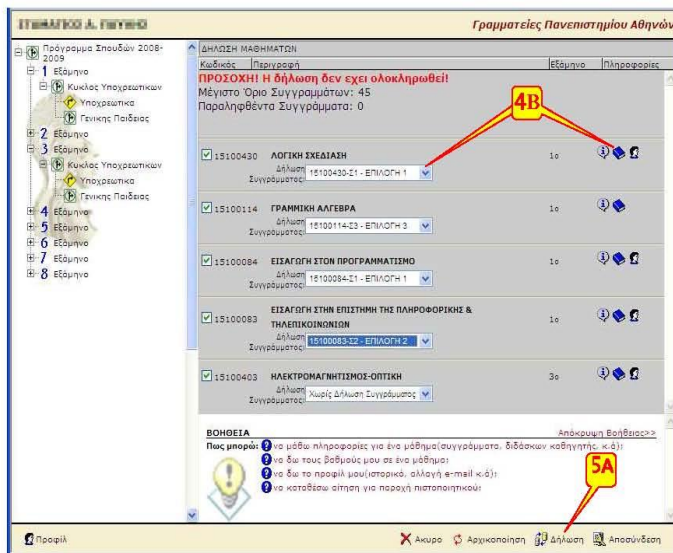 Γραμματείες Πανεπιστημίου Αθηνών
Πρόγραμμα Σπουδών 2008-
2009
1 Εξάμηνο
Κυκλος Υποχρεωτικων
Υποχρεωτικα
Γενικης Παιδειας
2 Εξάμηνο
3 Εξάμηνο
Κυκλος Υποχρεωτικων
Υποχρεωτικα
Γενικης Παιδειας
4 Εξάμηνο
5 Εξάμηνο
6 Εξάμηνο
7 Εξάμηνο
8 Εξάμηνο
ΔΗΛΩΣΗ ΜΑΘΗΜΑΤΩΝ
Κωδικός Περιγραφή Εξάμηνο Πληροφορίες
ΠΡΟΣΟΧΗ! Η δήλωση δεν εχει ολοκληρωθεί!
Μέγιστο Όριο Συγγραμμάτων: 45
Παραληφθέντα Συγγράμματα: 0
4B
15100430 ΛΟΓΙΚΗ ΣΧΕΔΙΑΣΗ 1ο
Δήλωση
Συγγράμματος: 15100430-Σ1 - ΕΠΙΛΟΓΗ 1
15100114 ΓΡΑΜΜΙΚΗ ΑΛΓΕΒΡΑ 1ο
Δήλωση
Συγγράμματος: 15100114-Σ3 - ΕΠΙΛΟΓΗ 3
15100084 ΕΙΣΑΓΩΓΗ ΣΤΟΝ ΠΡΟΓΡΑΜΜΑΤΙΣΜΟ 1ο
Δήλωση
Συγγράμματος: 15100084-Σ1 - ΕΠΙΛΟΓΗ 1
15100083 ΕΙΣΑΓΩΓΗ ΣΤΗΝ ΕΠΙΣΤΗΜΗ ΤΗΣ ΠΛΗΡΟΦΟΡΙΚΗΣ &
ΤΗΛΕΠΙΚΟΙΝΩΝΙΩΝ 1ο
Δήλωση
Συγγράμματος: 15100083-Σ2 - ΕΠΙΛΟΓΗ 2
15100403 ΗΛΕΚΤΡΟΜΑΓΝΗΤΙΣΜΟΣ-ΟΠΤΙΚΗ 3ο
Δήλωση
Συγγράμματος: Χωρίς Δήλωση Συγγράμματος
ΒΟΗΘΕΙΑ Απόκρυψη Βοήθειας>>
Πως μπορώ: να μάθω πληροφορίες για ένα μάθημα(συγγράμματα, διδάσκων καθηγητής, κ.ά);
να δω τους βαθμούς μου σε ένα μάθημα;
να δω το προφίλ μου(ιστορικό, αλλαγή e-mail κ.ά);
να καταθέσω αίτηση για παροχή πιστοποιητικού;
5A
Προφίλ Ακυρο Αρχικοποίηση Δήλωση Αποσύνδεση